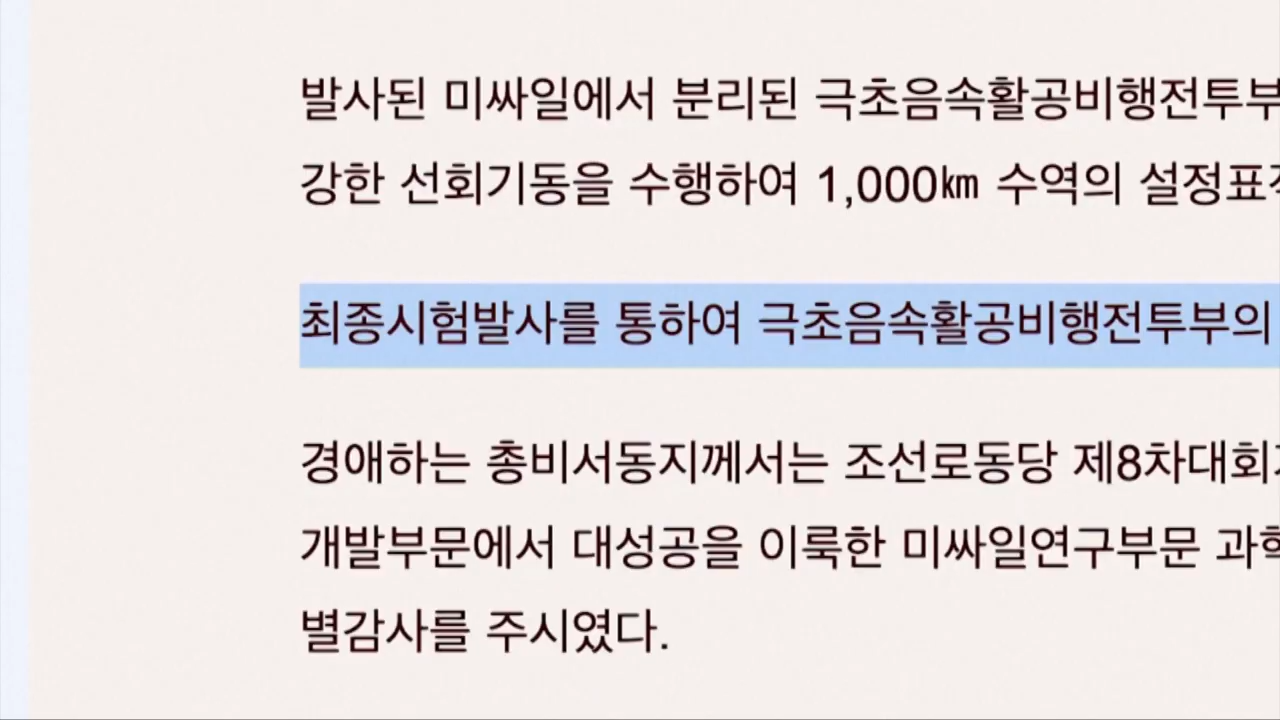 발사된 미싸일에서 분리된 극초음속활공비행전투부
강한 선회기동을 수행하여 1,000㎞ 수역의 설정표
최종시험발사를 통하여 극초음속활공비행전투부의
경애하는 총비서동지께서는 조선로동당 제8차대회
개발부문에서 대성공을 이룩한 미싸일연구부문 과학
별감사를 주시였다.